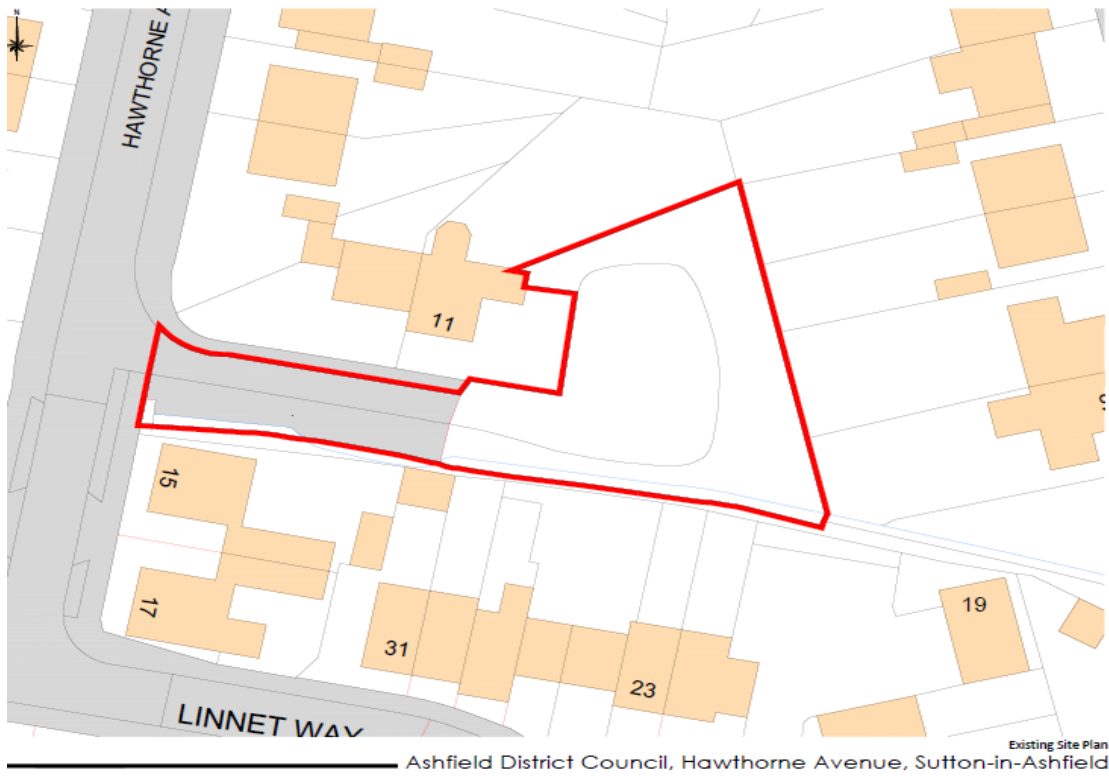 N
HAWTHORNE A
11
15
17
31
23
19
LINNET WAY
Existing Site Plan
Ashfield District Council, Hawthorne Avenue, Sutton-in-Ashfield